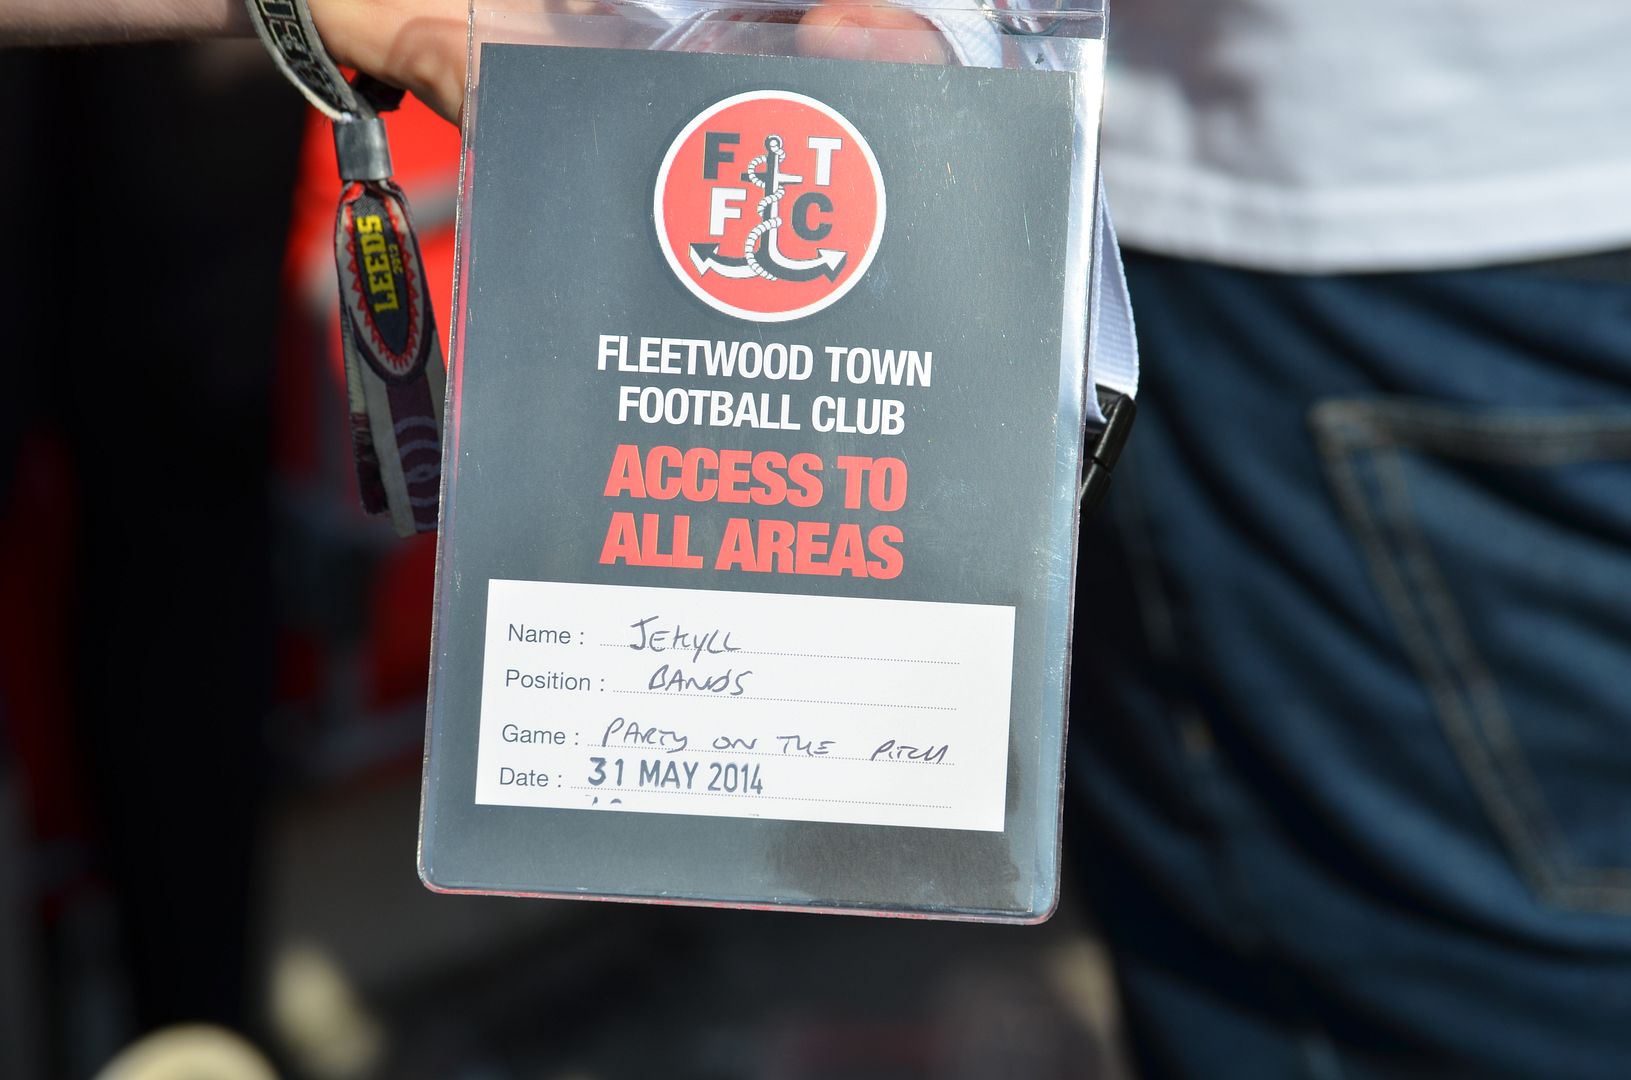 F T
F C
FLEETWOOD TOWN
FOOTBALL CLUB
ACCESS TO
ALL AREAS
Name : JEKYLL
Position : BANDS
Game : PARTY ON THE PITCH
Date : 31 MAY 2014
LEEDS